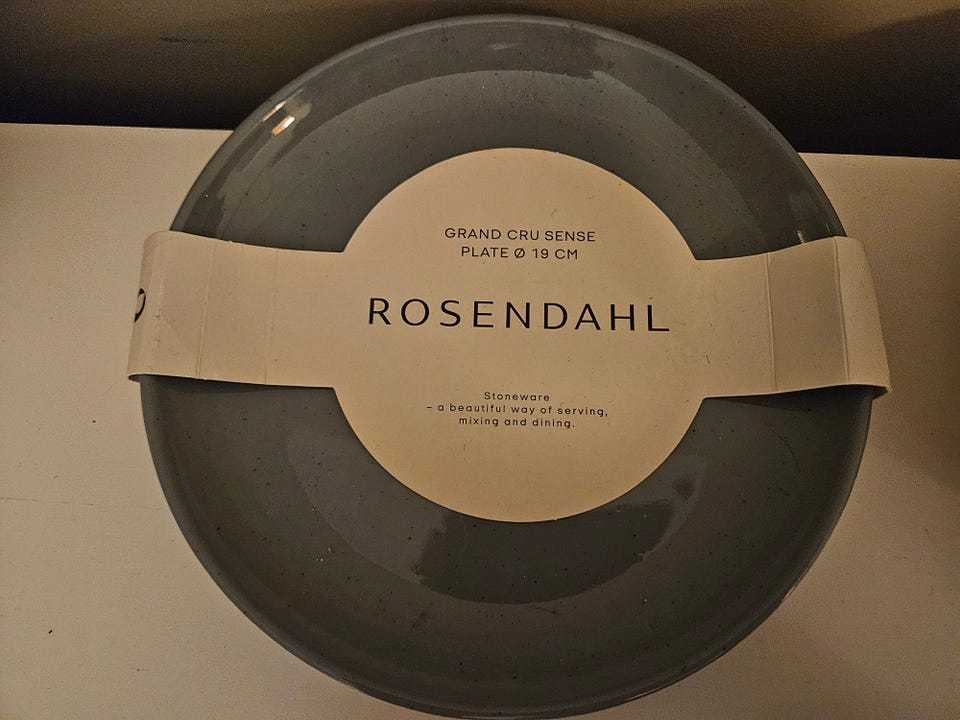 GRAND CRU SENSE
PLATE Ø 19 CM
ROSENDAHL
Stoneware
– a beautiful way of serving,
mixing and dining.